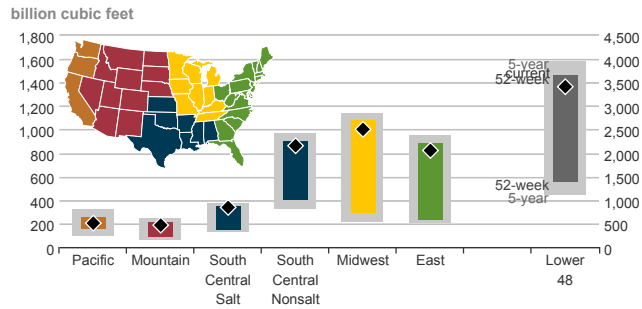 billion cubic feet
1,800 4,500
1,600 4,000
1,400 3,500
1,200 3,000
1,000 2,500
800 2,000
600 1,500
400 1,000
200 500
0 0
5-year
current
52-week
52-week
5-year
Pacific Mountain South Central Salt South Central Nonsalt Midwest East Lower 48